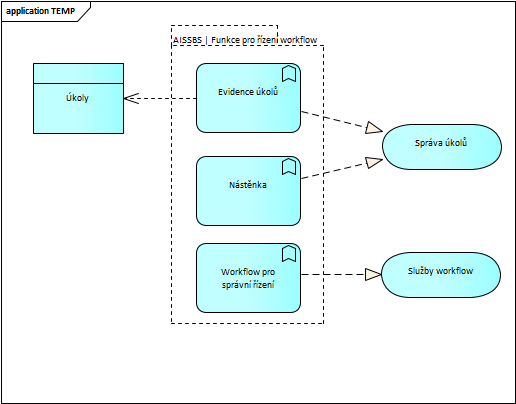 application TEMP
AISSBS | Funkce pro řízení workflow
Úkoly
Evidence úkolů
Správa úkolů
Nástěnka
Workflow pro
správní řízení
Služby workflow